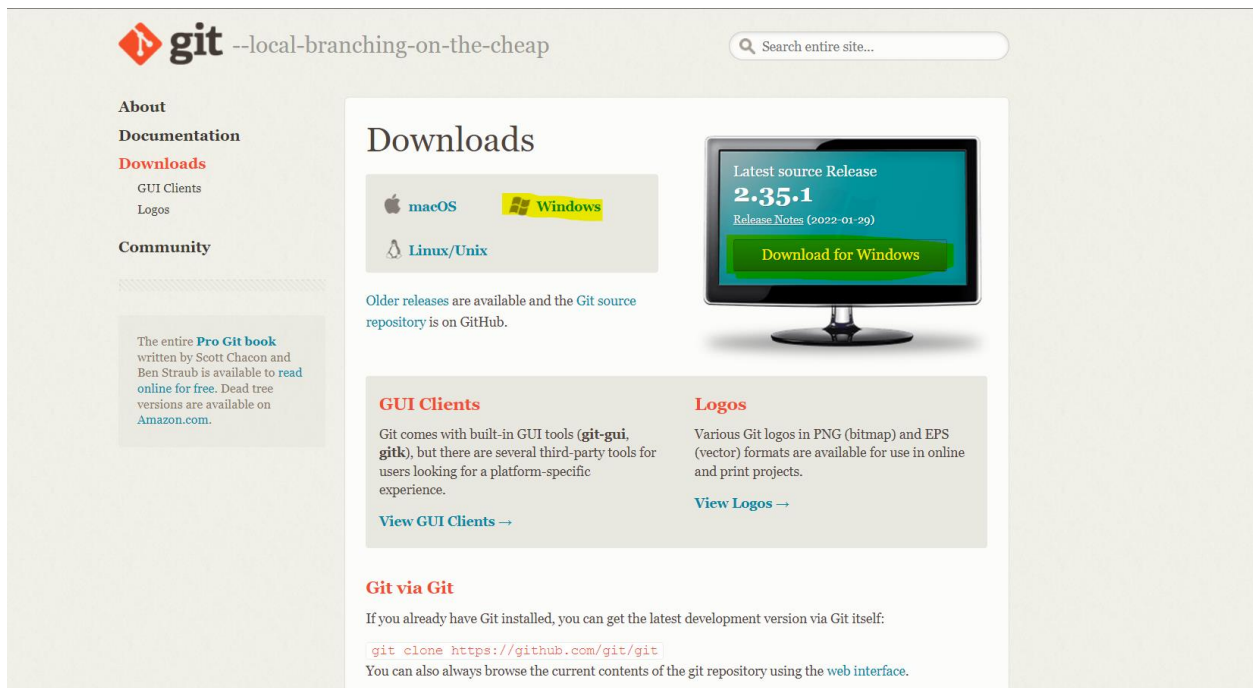 git --local-branching-on-the-cheap
Search entire site...
About
Documentation
Downloads
GUI Clients
Logos
Community
The entire Pro Git book
written by Scott Chacon and
Ben Straub is available to read
online for free. Dead tree
versions are available on
Amazon.com.
Downloads
macOS
Windows
Linux/Unix
Older releases are available and the Git source
repository is on GitHub.
Latest source Release
2.35.1
Release Notes (2022-01-29)
Download for Windows
GUI Clients
Git comes with built-in GUI tools (git-gui,
gitk), but there are several third-party tools for
users looking for a platform-specific
experience.
View GUI Clients →
Logos
Various Git logos in PNG (bitmap) and EPS
(vector) formats are available for use in online
and print projects.
View Logos →
Git via Git
If you already have Git installed, you can get the latest development version via Git itself:
git clone https://github.com/git/git
You can also always browse the current contents of the git repository using the web interface.